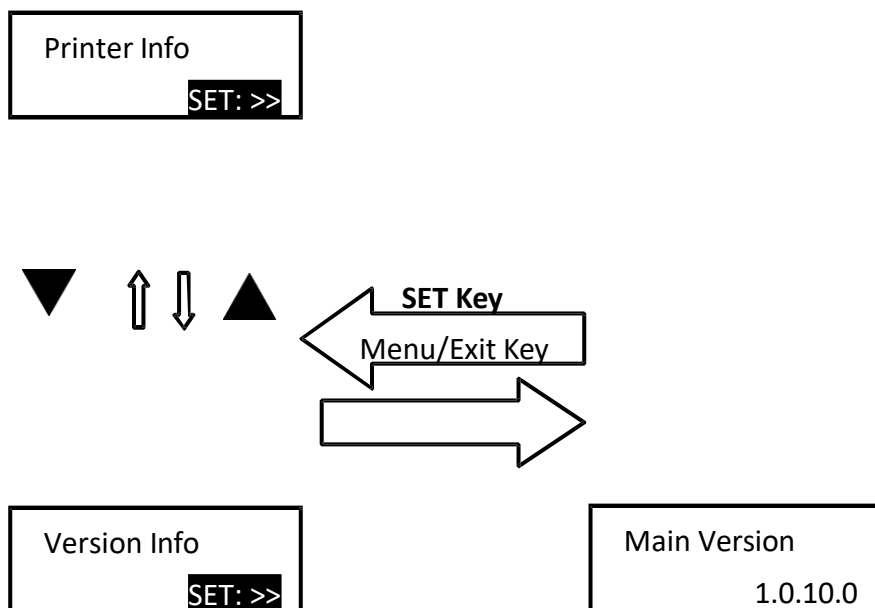 Printer Info
SET: >>
SET Key
Menu/Exit Key
Version Info
SET: >>
Main Version
1.0.10.0